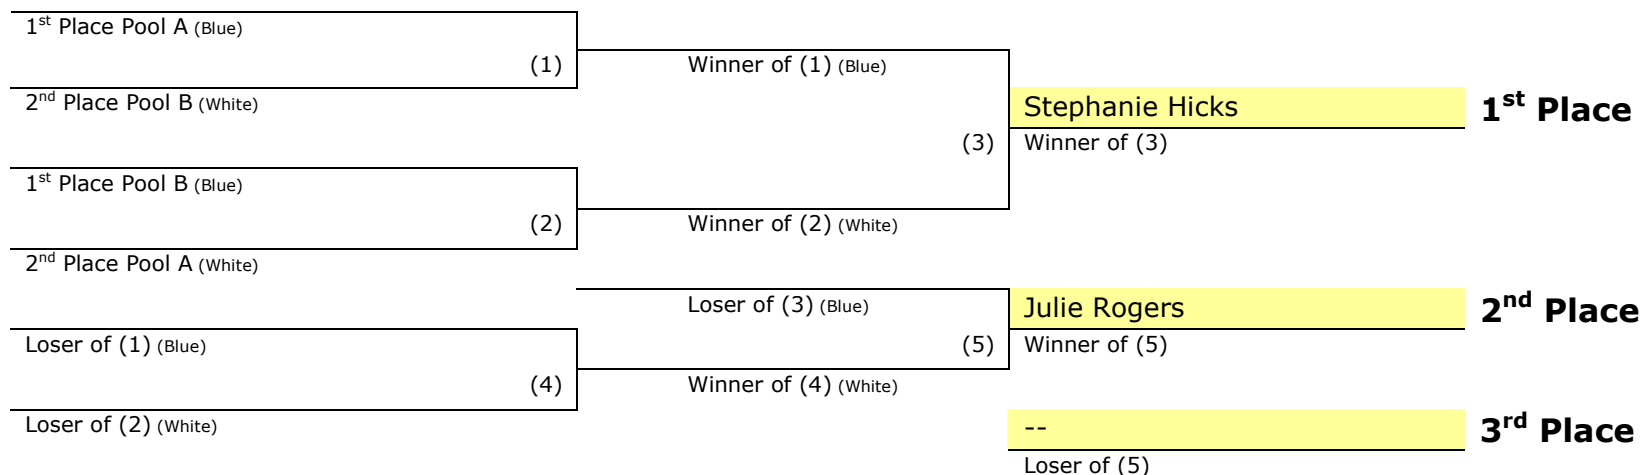 1st Place Pool A (Blue)
(1)
Winner of (1) (Blue)
2nd Place Pool B (White)
Stephanie Hicks
1st Place
(3)
Winner of (3)
1st Place Pool B (Blue)
(2)
Winner of (2) (White)
2nd Place Pool A (White)
Loser of (3) (Blue)
Julie Rogers
2nd Place
Loser of (1) (Blue)
(5)
Winner of (5)
(4)
Winner of (4) (White)
Loser of (2) (White)
--
3rd Place
Loser of (5)